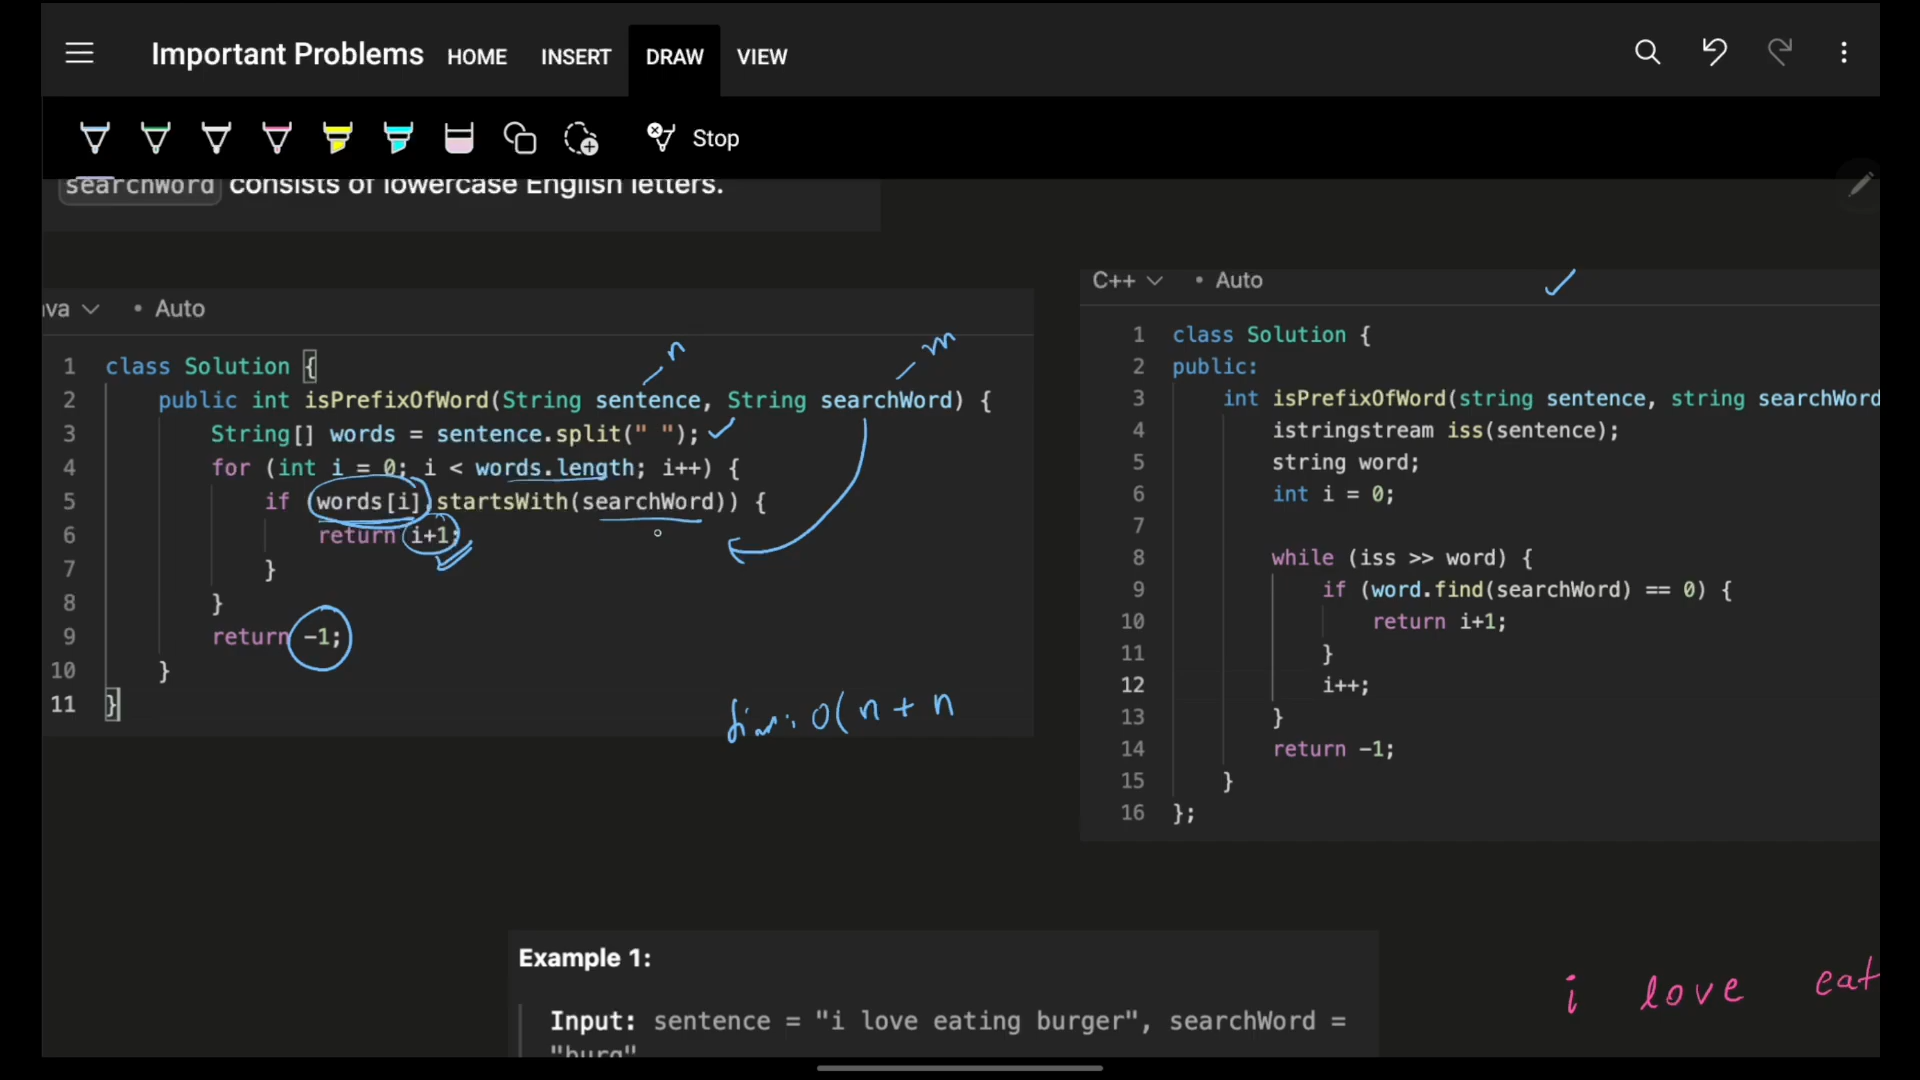 Important Problems HOME INSERT DRAW VIEW
Stop
searchWord consists of lowercase English letters.
va • Auto
n
m
1 class Solution {
2 public int isPrefixOfWord(String sentence, String searchWord) {
3 String[] words = sentence.split(" ");
4 for (int i = 0; i < words.length; i++) {
5 if (words[i].startsWith(searchWord)) {
6 return i+1;
7 }
8 }
9 return -1;
10 }
11 }
O(n + n
C++ • Auto
1 class Solution {
2 public:
3 int isPrefixOfWord(string sentence, string searchWord
4 istringstream iss(sentence);
5 string word;
6 int i = 0;
7
8 while (iss >> word) {
9 if (word.find(searchWord) == 0) {
10 return i+1;
11 }
12 i++;
13 }
14 return -1;
15 }
16 };
Example 1:
Input: sentence = "i love eating burger", searchWord =
"burg"
i love eat